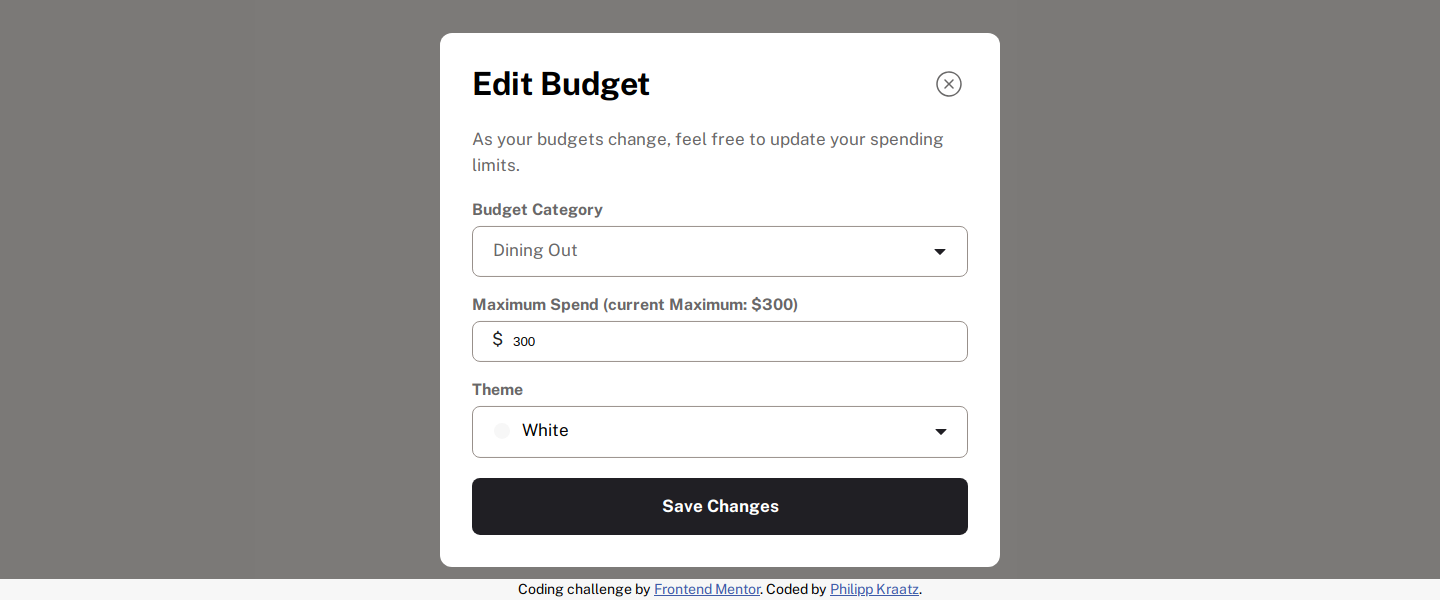 Edit Budget
As your budgets change, feel free to update your spending
limits.
Budget Category
Dining Out
Maximum Spend (current Maximum: $300)
$ 300
Theme
White
Save Changes
Coding challenge by Frontend Mentor. Coded by Philipp Kraatz.